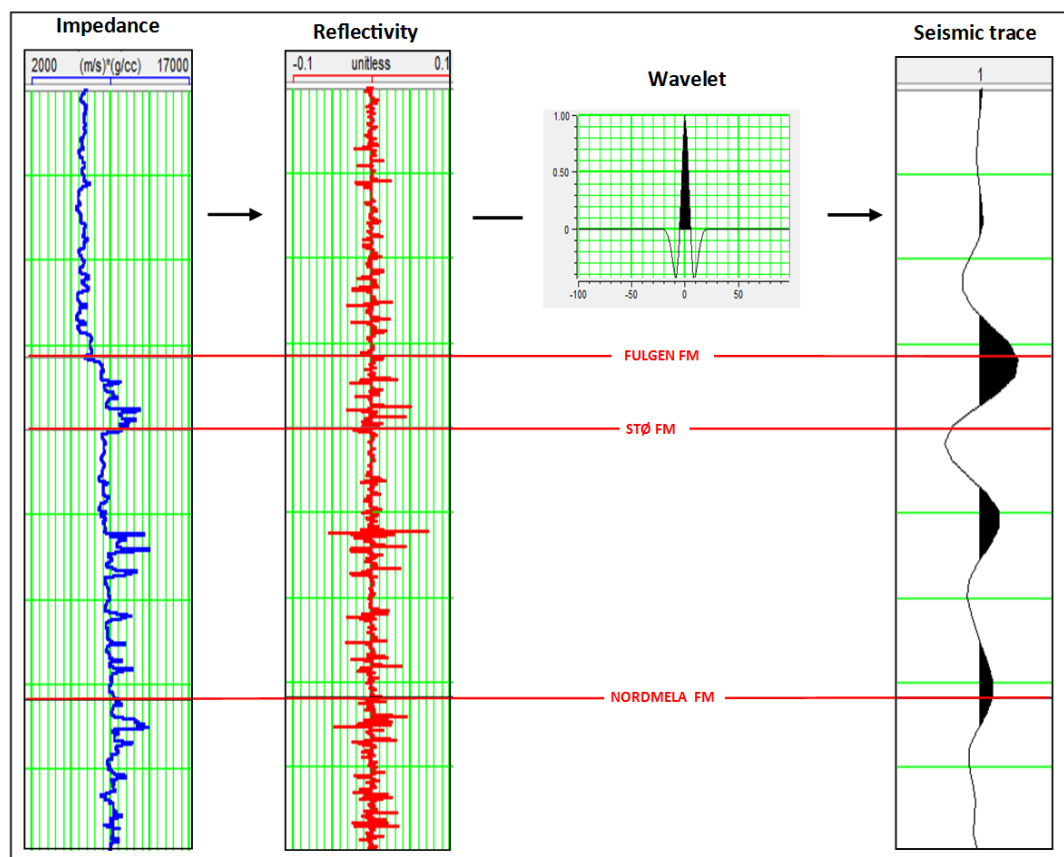 Impedance
Reflectivity
Seismic trace
2000 (m/s)*(g/cc) 17000
-0.1 unitless 0.1
Wavelet
1
1.00
0.50
0
-100 -50 0 50
FULGEN FM
STØ FM
NORDMELA FM